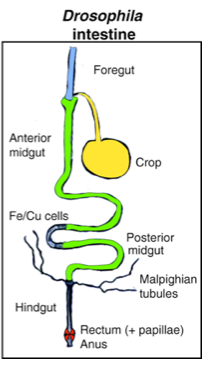 Drosophila
intestine
Foregut
Anterior
midgut
Crop
Fe/Cu cells
Posterior
midgut
Malpighian
tubules
Hindgut
Rectum (+ papillae)
Anus